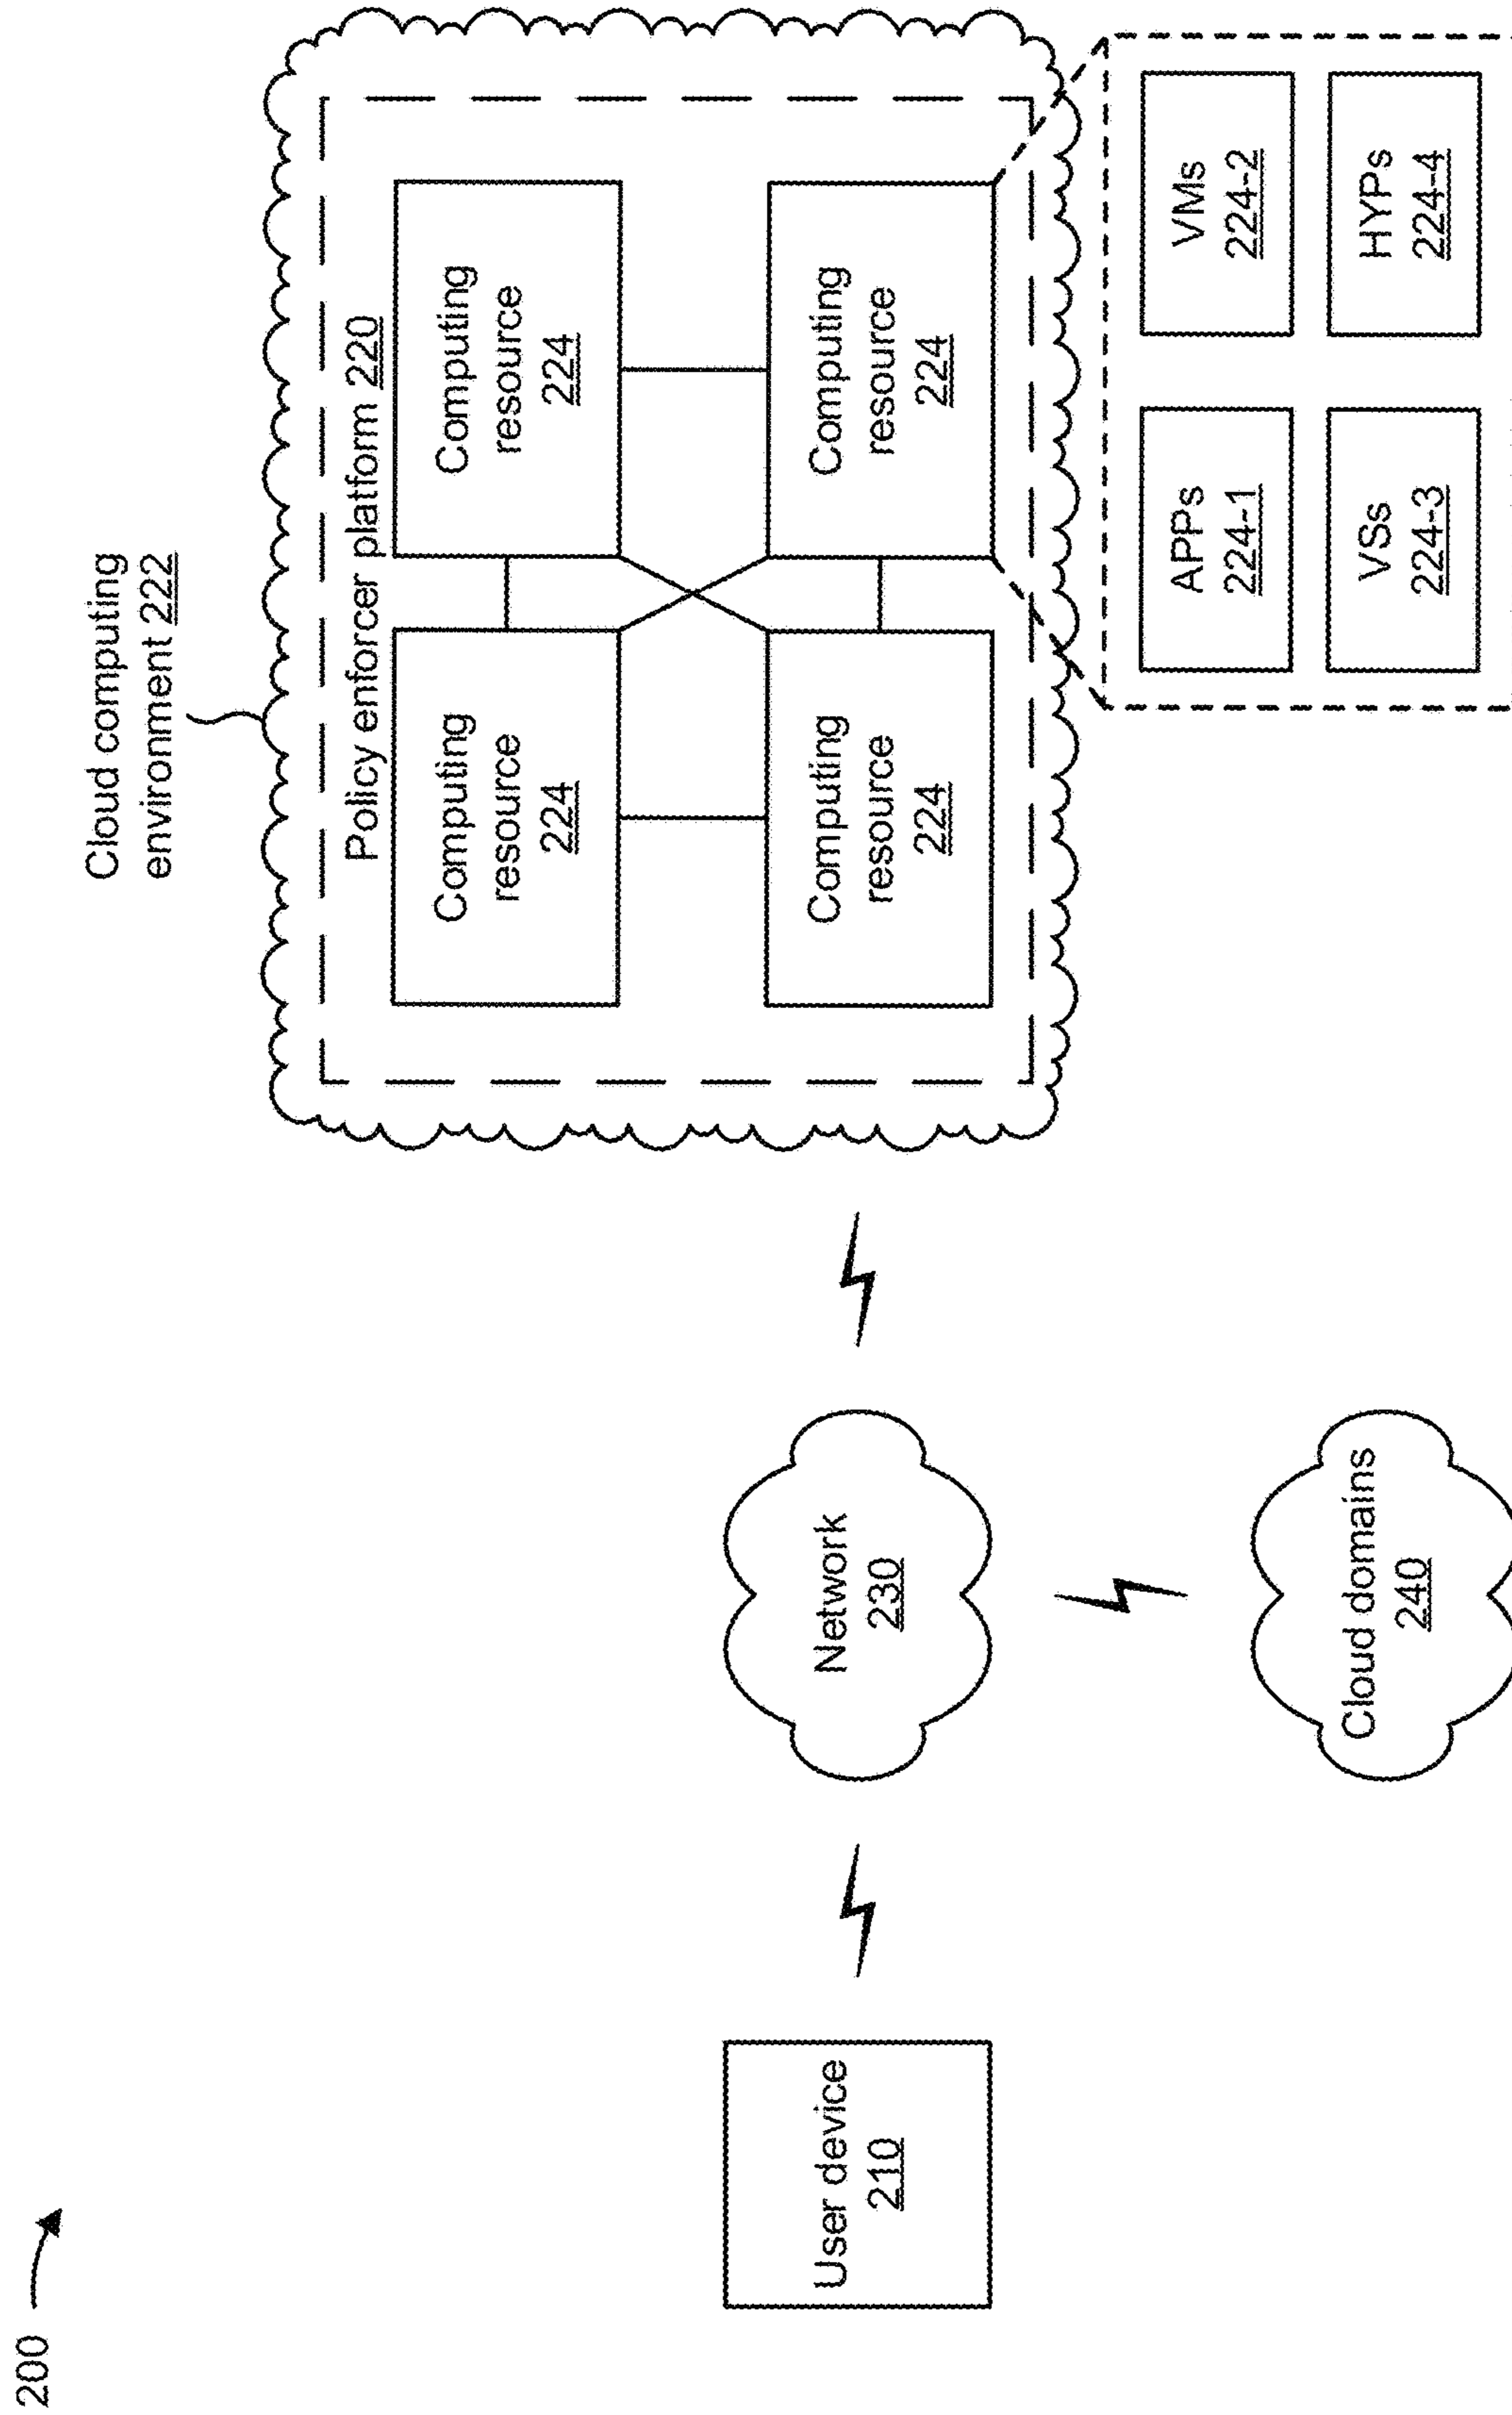 200
Cloud computing
environment 222
Policy enforcer platform 220
Computing
resource
224
Computing
resource
224
Computing
resource
224
Computing
resource
224
User device
210
Network
230
APPs
224-1
VMs
224-2
VSs
224-3
HYPs
224-4
Cloud domains
240